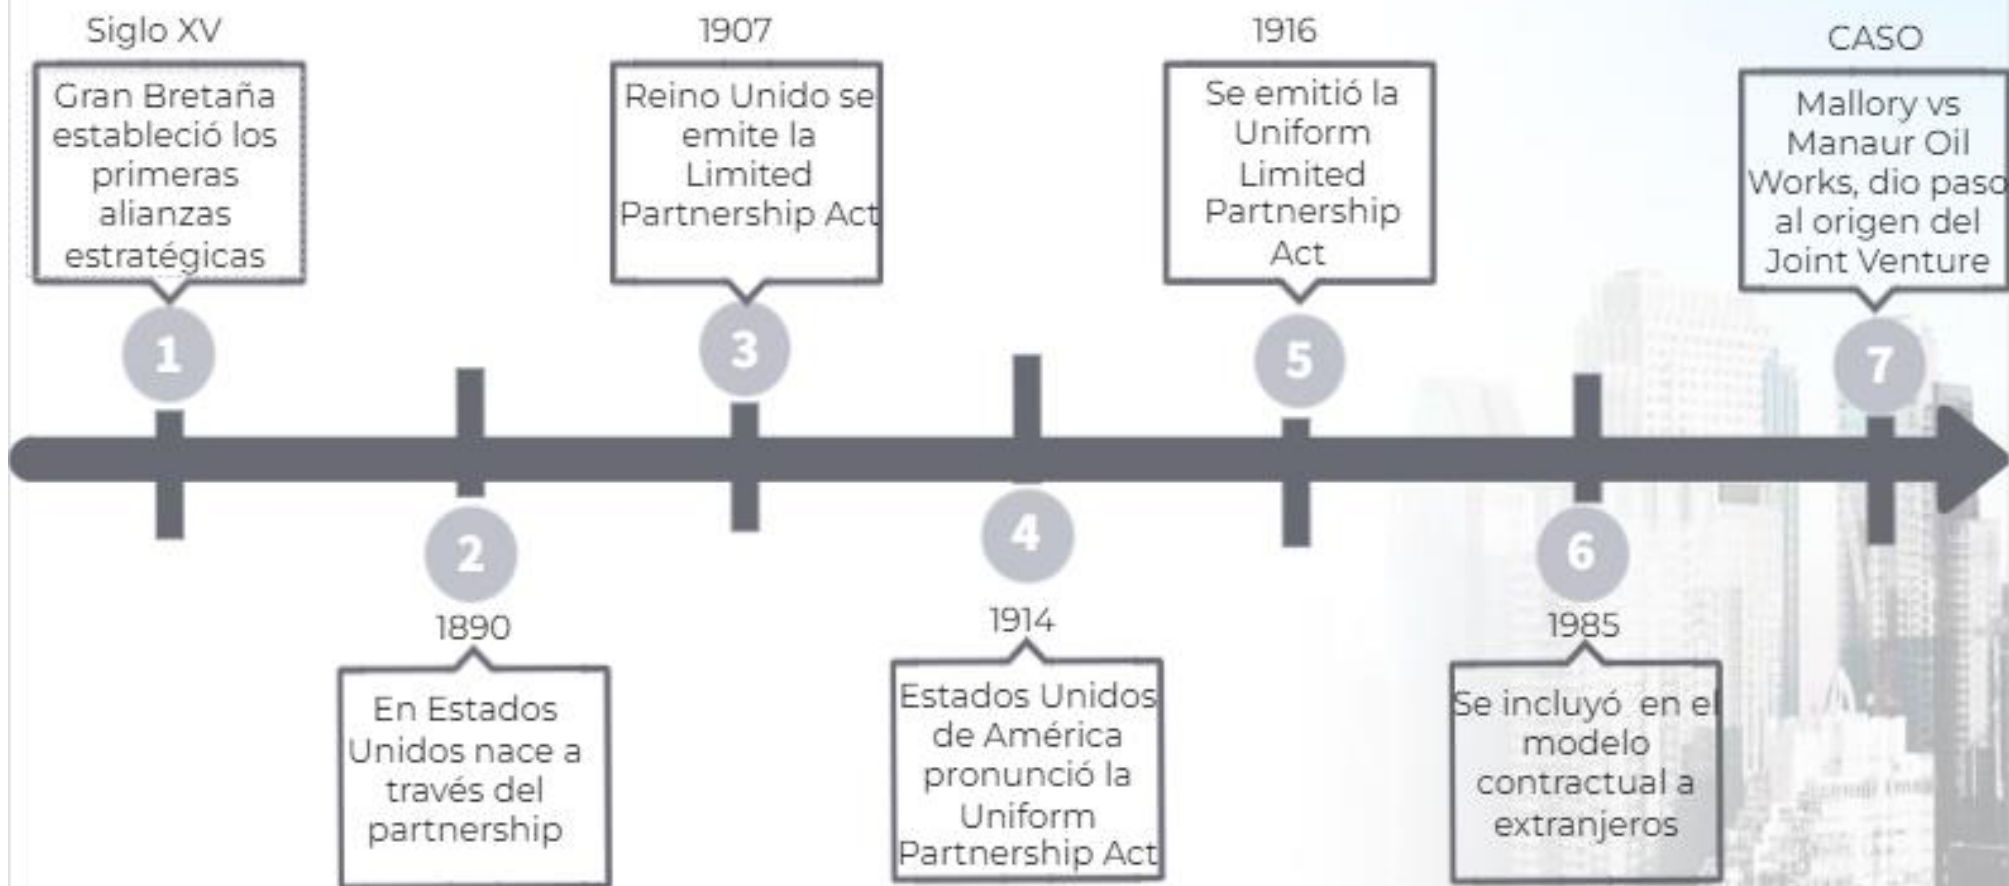 Siglo XV
Gran Bretaña
estableció los
primeras
alianzas
estratégicas
1
2
1890
En Estados
Unidos nace a
través del
partnership
1907
Reino Unido se
emite la
Limited
Partnership Act
3
4
1914
Estados Unidos
de América
pronunció la
Uniform
Partnership Act
1916
Se emitió la
Uniform
Limited
Partnership
Act
5
6
1985
Se incluyó en el
modelo
contractual a
extranjeros
CASO
Mallory vs
Manaur Oil
Works, dio paso
al origen del
Joint Venture
7